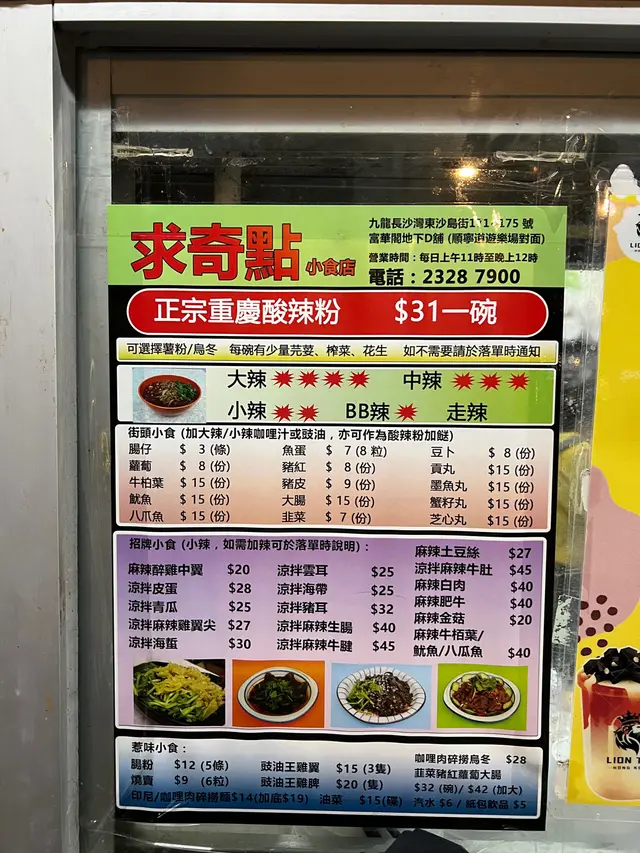 求奇點 小食店
九龍長沙灣東沙島街171-175 號
富華閣地下D舖 (順寧道遊樂場對面)
營業時間：每日上午11時至晚上12時
電話：2328 7900
正宗重慶酸辣粉 $31一碗
可選擇薯粉/烏冬 每碗有少量芫荽、榨菜、花生 如不需要請於落單時通知
大辣 中辣
小辣 BB辣 走辣
街頭小食 (加大辣/小辣咖哩汁或豉油，亦可作為酸辣粉加餸)
腸仔 $ 3 (條) 魚蛋 $ 7 (8 粒) 豆卜 $ 8 (份)
蘿蔔 $ 8 (份) 豬紅 $ 8 (份) 貢丸 $15 (份)
牛柏葉 $ 15 (份) 豬皮 $ 9 (份) 墨魚丸 $15 (份)
魷魚 $ 15 (份) 大腸 $ 15 (份) 蟹籽丸 $15 (份)
八爪魚 $ 15 (份) 韭菜 $ 7 (份) 芝心丸 $15 (份)
招牌小食 (小辣，如需加辣可於落單時說明)：
麻辣醉雞中翼 $20
涼拌皮蛋 $28
涼拌青瓜 $25
涼拌麻辣雞翼尖 $27
涼拌海蜇 $30
涼拌雲耳 $25
涼拌海帶 $25
涼拌豬耳 $32
涼拌麻辣生腸 $40
涼拌麻辣牛腱 $45
麻辣土豆絲 $27
涼拌麻辣牛肚 $45
麻辣白肉 $40
麻辣肥牛 $40
麻辣金菇 $20
麻辣牛栢葉/
魷魚/八瓜魚 $40
惹味小食：
腸粉 $12 (5條) 豉油王雞翼 $15 (3隻)
燒賣 $9 (6粒) 豉油王雞髀 $20 (隻)
印尼/咖哩肉碎撈麵$14(加底$19) 油菜 $15(碟)
咖哩肉碎撈烏冬 $28
韮菜豬紅蘿蔔大腸
$32 (碗)/ $42 (加大)
汽水 $6 / 紙包飲品 $5
LION
LION
HONG